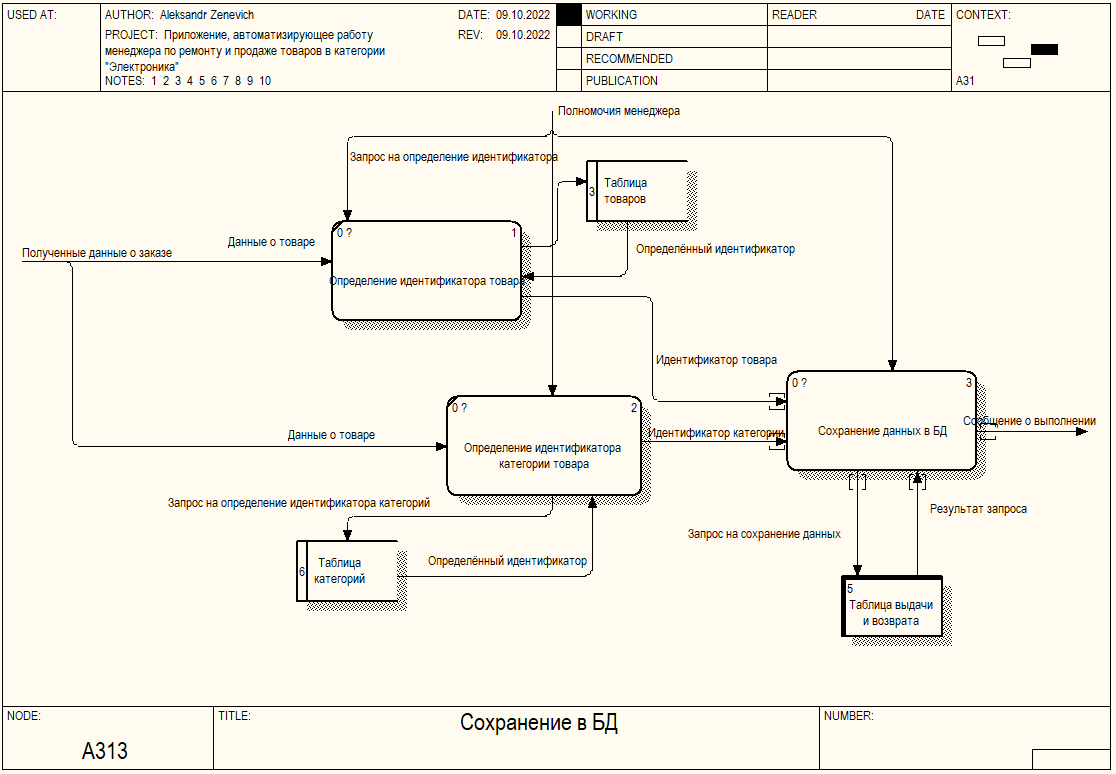 USED AT:
AUTHOR: Aleksandr Zenevich
DATE: 09.10.2022
PROJECT: Приложение, автоматизирующее работу
менеджера по ремонту и продаже товаров в категории
"Электроника"
REV: 09.10.2022
NOTES: 1 2 3 4 5 6 7 8 9 10
WORKING
DRAFT
RECOMMENDED
PUBLICATION
READER
DATE
CONTEXT:
A31
Полномочия менеджера
Запрос на определение идентификатора
3
Таблица
товаров
Данные о товаре
0 ?
1
Определение идентификатора товара
Определённый идентификатор
Полученные данные о заказе
Идентификатор товара
0 ?
3
Сохранение данных в БД
Сообщение о выполнении
0 ?
2
Определение идентификатора
категории товара
Данные о товаре
Идентификатор категории
Запрос на определение идентификатора категорий
6
Таблица
категорий
Определённый идентификатор
Результат запроса
Запрос на сохранение данных
5
Таблица выдачи
и возврата
NODE:
A313
TITLE:
Сохранение в БД
NUMBER: